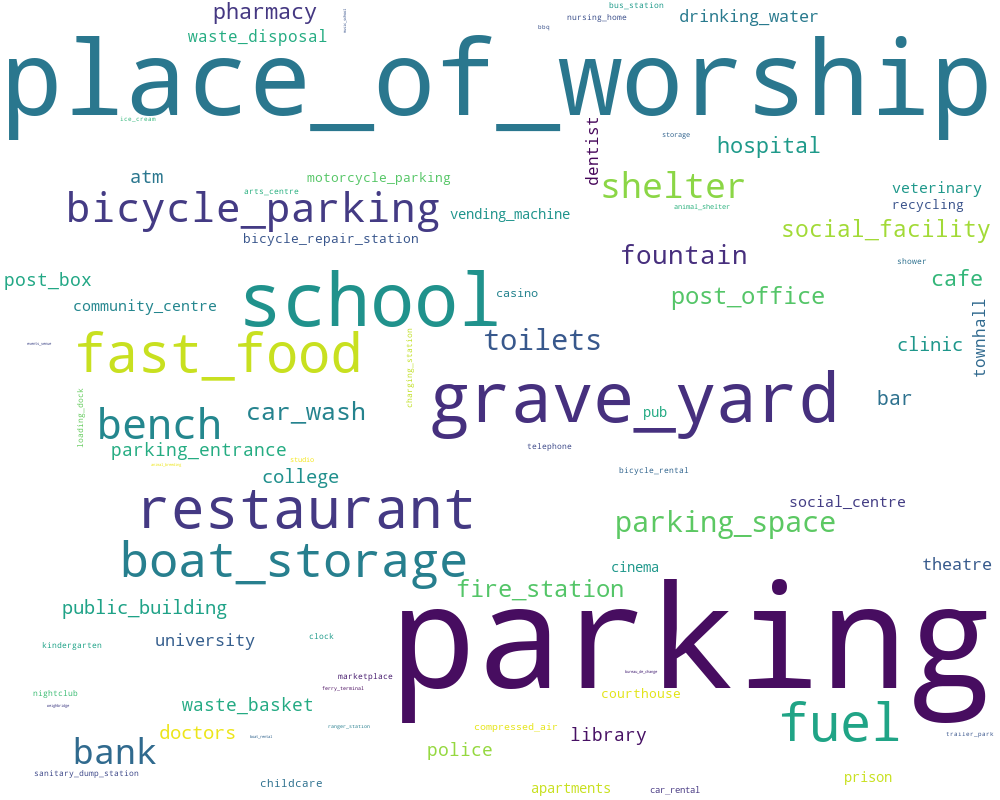 bus_station
pharmacy
nursing_home
drinking_water
bbq
waste_disposal
place_of_worship
ice_cream
dentist
storage
hospital
atm
motorcycle_parking
shelter
arts_centre
veterinary
bicycle_parking
recycling
animal_shelter
vending_machine
social_facility
bicycle_repair_station
fountain
shower
post_box
cafe
school
casino
post_office
community_centre
townhall
toilets
clinic
fast_food
charging_station
grave_yard
bar
loading_dock
bench
car_wash
pub
parking_entrance
telephone
studio
bicycle_rental
college
restaurant
social_centre
parking_space
boat_storage
cinema
theatre
fire_station
parking
public_building
university
clock
kindergarten
marketplace
bureau_de_change
ferry_terminal
nightclub
courthouse
weighbridge
waste_basket
fuel
ranger_station
compressed_air
doctors
boat_rental
library
trailer_park
bank
police
sanitary_dump_station
prison
childcare
apartments
car_rental